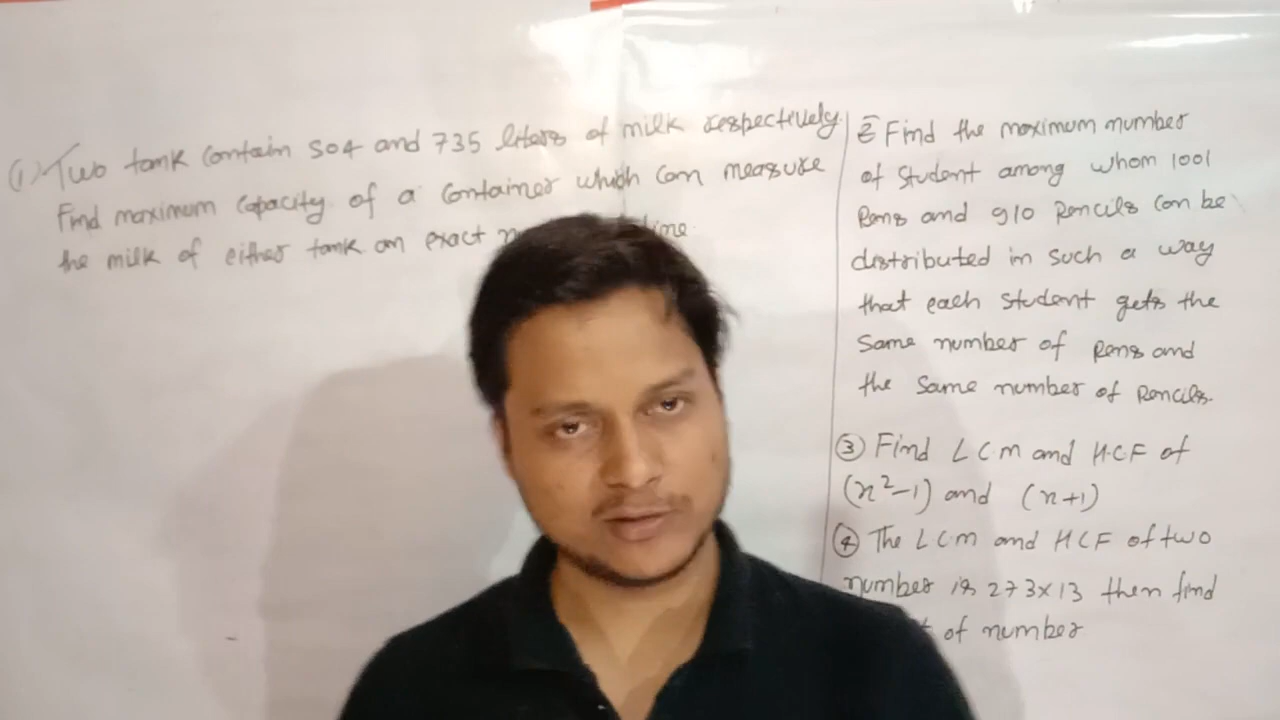 (1) Two tank contain 504 and 735 liters of milk respectively
Find maximum capacity of a container which can measure
the milk of either tank an exact
② Find the maximum number
of student among whom 1001
Pens and 910 Pencils can be
distributed in such a way
that each student gets the
same number of pens and
the same number of Pencils.
③ Find LCM and H.C.F of
(x²-1) and (x+1)
④ The LCM and HCF of two
number is 273x13 then find
of number